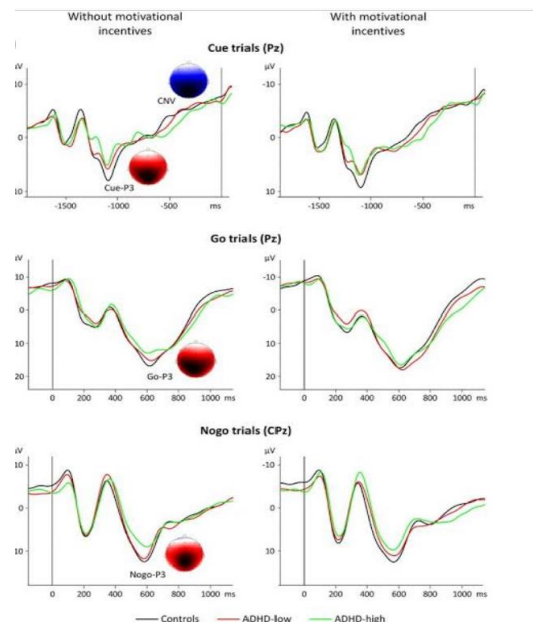 Without motivational
incentives
With motivational
incentives
Cue trials (Pz)
µV
-10
0
10
CNV
Cue-P3
-1500
-1000
-500
ms
µV
-10
0
10
-1500
-1000
-500
ms
Go trials (Pz)
µV
10
0
10
20
Go-P3
0
200
400
600
800
1000
ms
µV
-10
0
10
20
0
200
400
600
800
1000
ms
Nogo trials (CPz)
µV
10
0
10
Nogo-P3
0
200
400
600
800
1000
ms
µV
-10
0
10
0
200
400
600
800
1000
ms
Controls
ADHD-low
ADHD-high